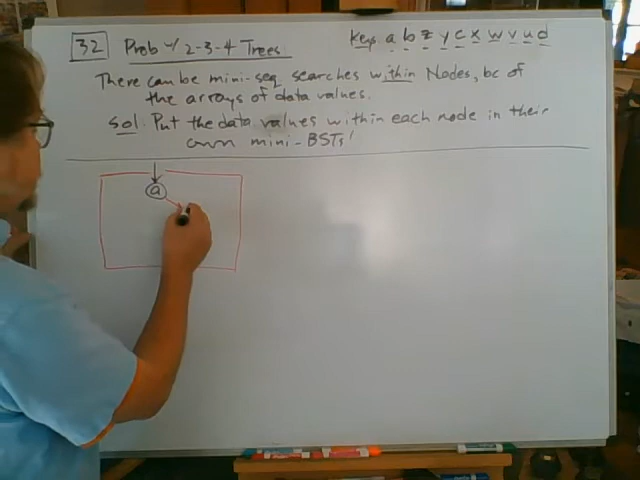 32 Prob w/ 2-3-4 Trees Keys a b z y c x w v u d
There can be mini-seq searches within Nodes, bc of
the arrays of data values.
Sol: Put the data values within each node in their
own mini-BSTs!
a